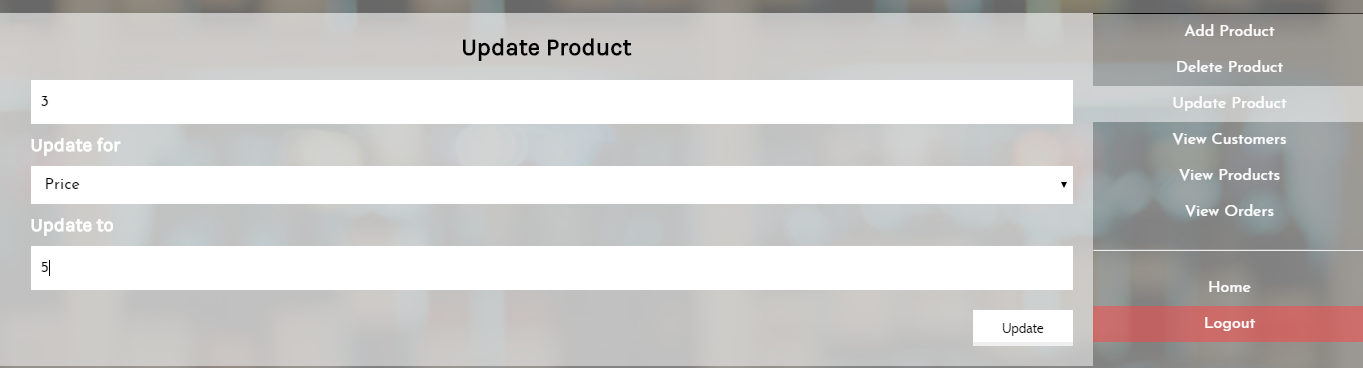 Update Product
3
Update for
Price
Update to
5
Update
Add Product
Delete Product
Update Product
View Customers
View Products
View Orders
Home
Logout